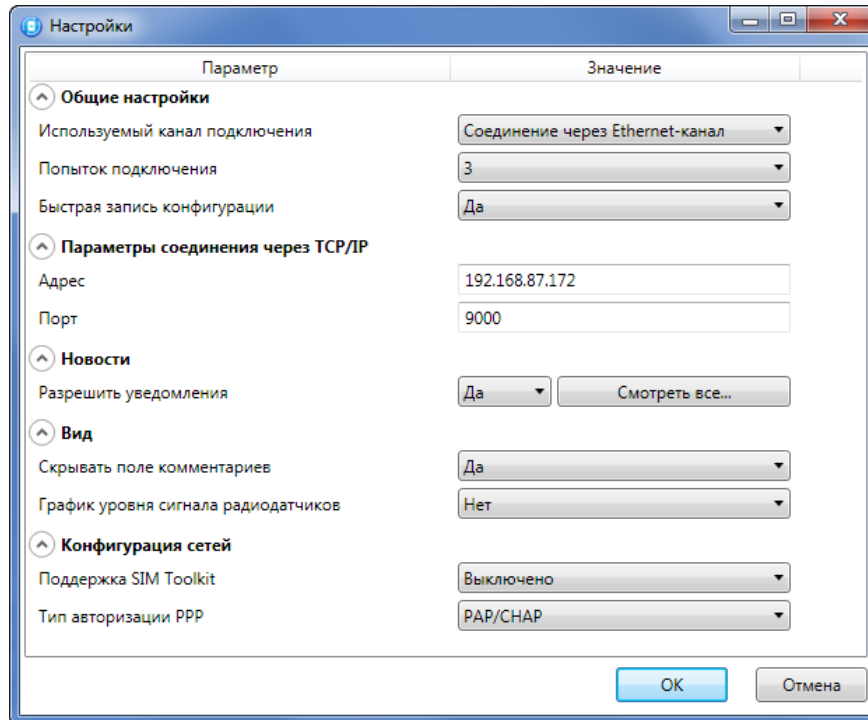 Настройки
Параметр Значение
Общие настройки
Используемый канал подключения Соединение через Ethernet-канал
Попыток подключения 3
Быстрая запись конфигурации Да
Параметры соединения через TCP/IP
Адрес 192.168.87.172
Порт 9000
Новости
Разрешить уведомления Да Смотреть все...
Вид
Скрывать поле комментариев Да
График уровня сигнала радиодатчиков Нет
Конфигурация сетей
Поддержка SIM Toolkit Выключено
Тип авторизации PPP PAP/CHAP
OK Отмена